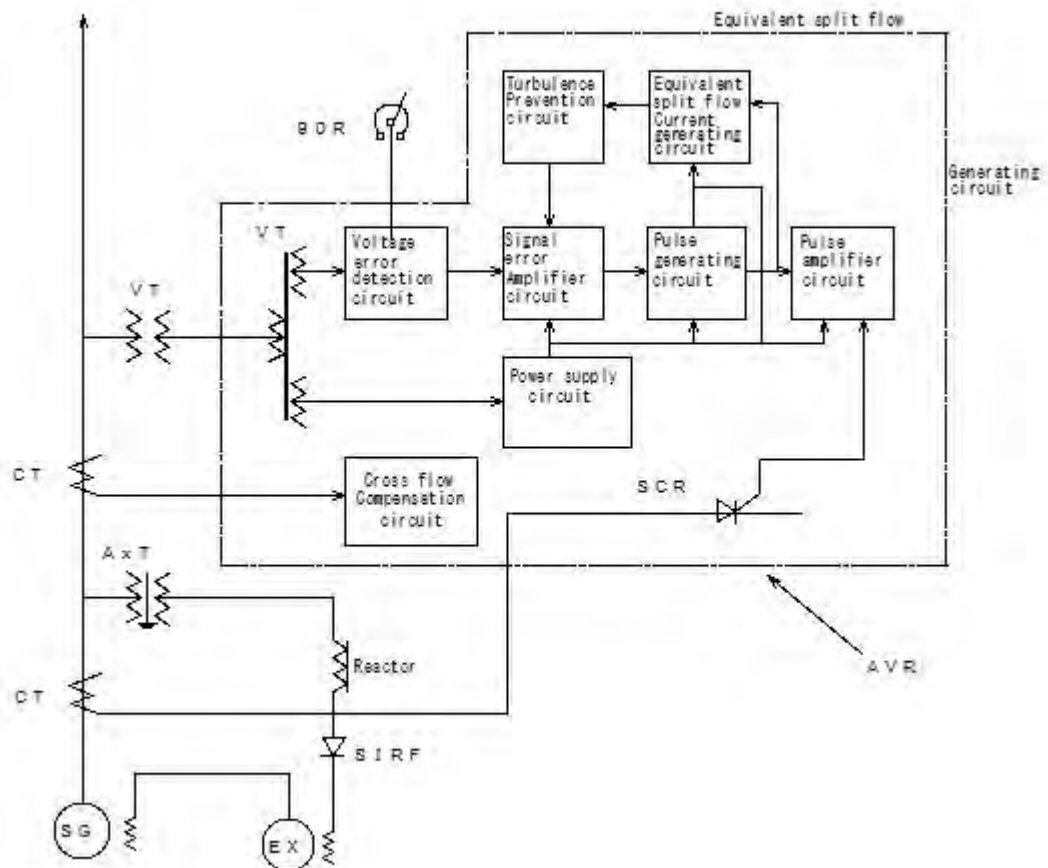 Equivalent split flow
Turbulence
Prevention
circuit
Equivalent
split flow
Current
generating
circuit
90R
Generating
circuit
VT
Voltage
error
detection
circuit
Signal
error
Amplifier
circuit
Pulse
generating
circuit
Pulse
amplifier
circuit
VT
Power supply
circuit
CT
Cross flow
Compensation
circuit
SCR
AxT
Reactor
AVR
CT
SIRF
SG
EX